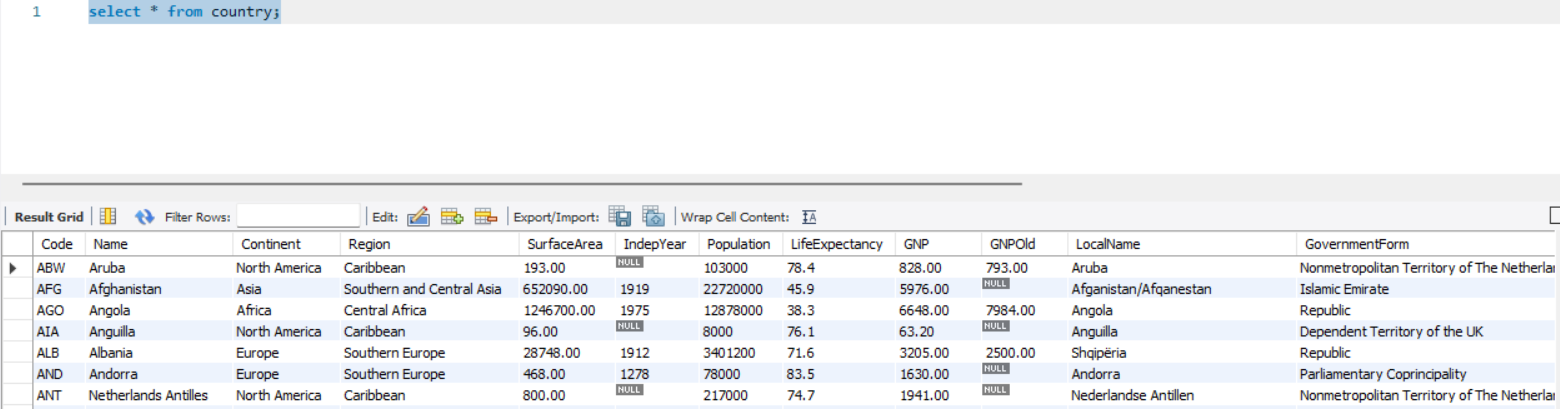 1 select * from country;
Result Grid Filter Rows: Edit: Export/Import: Wrap Cell Content:
Code Name Continent Region SurfaceArea IndepYear Population LifeExpectancy GNP GNPOld LocalName GovernmentForm
ABW Aruba North America Caribbean 193.00 NULL 103000 78.4 828.00 793.00 Aruba Nonmetropolitan Territory of The Netherla
AFG Afghanistan Asia Southern and Central Asia 652090.00 1919 22720000 45.9 5976.00 NULL Afganistan/Afqanestan Islamic Emirate
AGO Angola Africa Central Africa 1246700.00 1975 12878000 38.3 6648.00 7984.00 Angola Republic
AIA Anguilla North America Caribbean 96.00 NULL 8000 76.1 63.20 NULL Anguilla Dependent Territory of the UK
ALB Albania Europe Southern Europe 28748.00 1912 3401200 71.6 3205.00 2500.00 Shqipëria Republic
AND Andorra Europe Southern Europe 468.00 1278 78000 83.5 1630.00 NULL Andorra Parliamentary Coprincipality
ANT Netherlands Antilles North America Caribbean 800.00 NULL 217000 74.7 1941.00 NULL Nederlandse Antillen Nonmetropolitan Territory of The Netherla